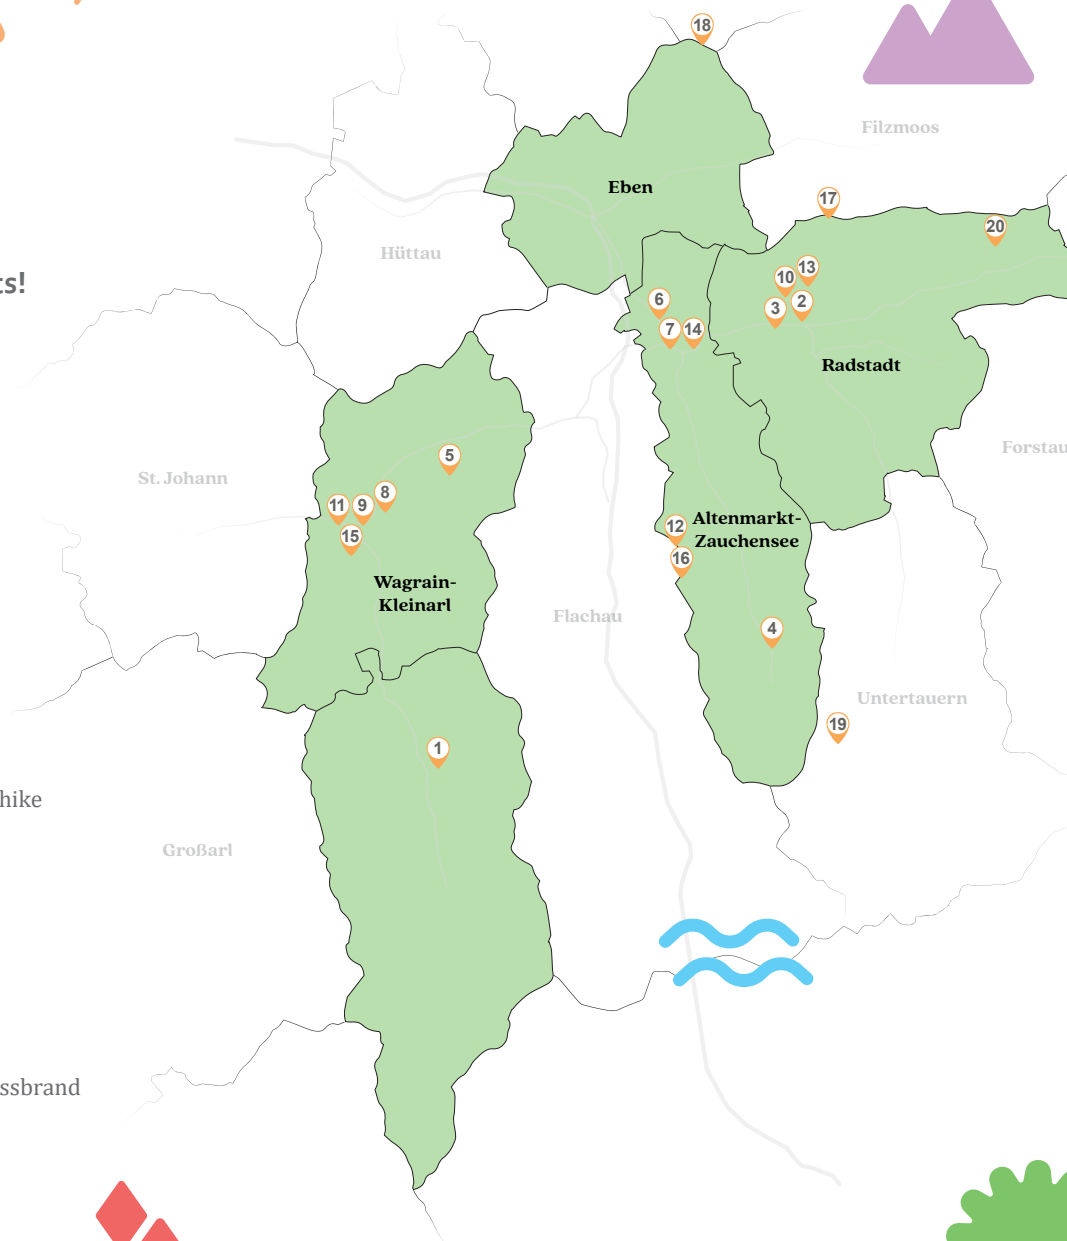 18
Filzmoos
Eben
17
20
Hüttau
ts!
13
10
6
2
3
7
14
Radstadt
Forstau
5
St. Johann
8
11
9
12
Altenmarkt-
Zauchensee
15
16
Wagrain-
Kleinarl
Flachau
4
Untertauern
19
1
hike
Großarl
ssbrand